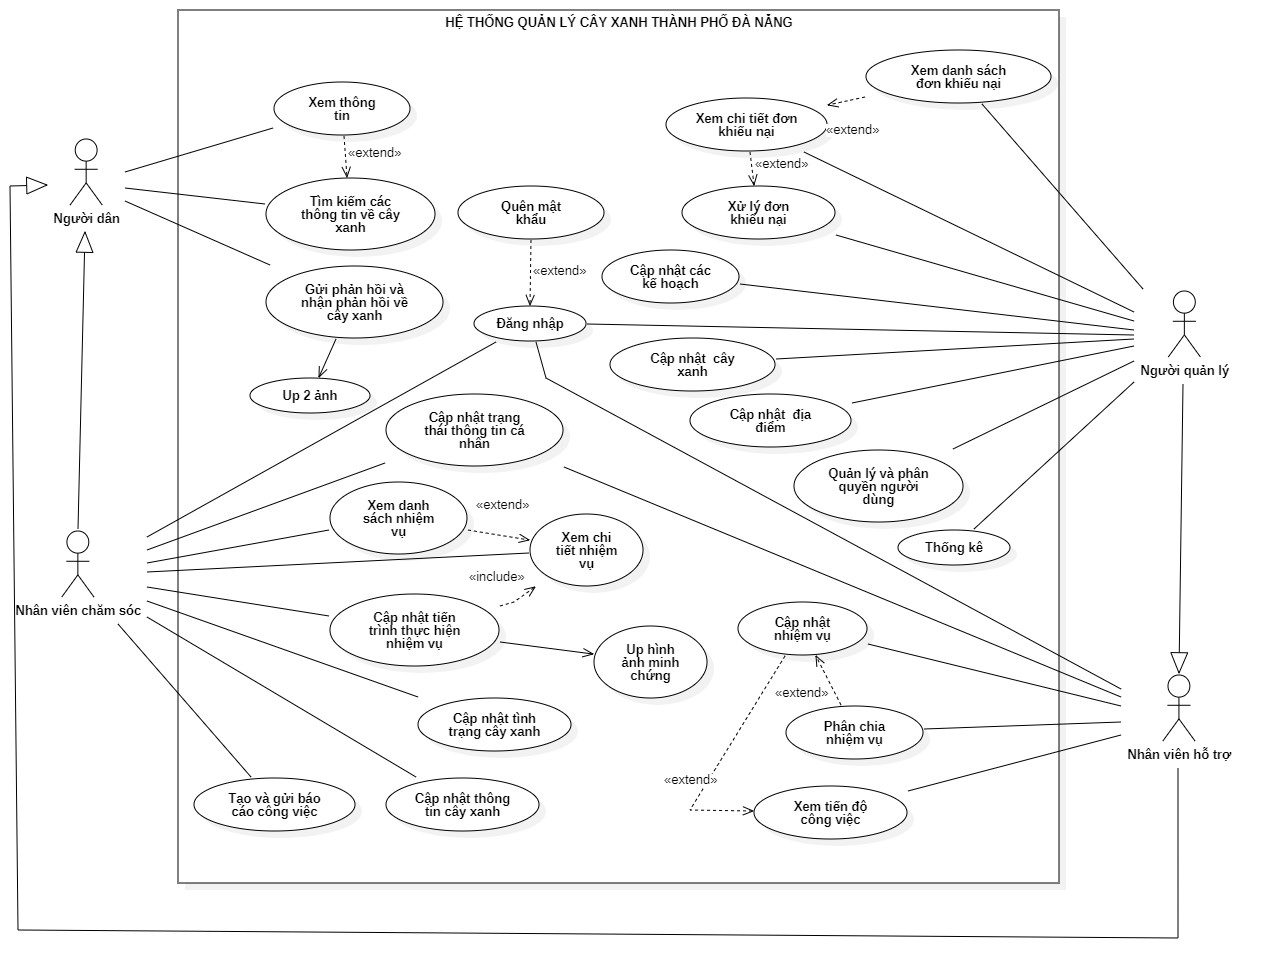 HỆ THỐNG QUẢN LÝ CÂY XANH THÀNH PHỐ ĐÀ NẴNG
Xem thông
tin
«extend»
Tìm kiếm các
thông tin về cây
xanh
Người dân
Gửi phản hồi và
nhận phản hồi về
cây xanh
Up 2 ảnh
Quên mật
khẩu
«extend»
Đăng nhập
Xem danh sách
đơn khiếu nại
Xem chi tiết đơn
khiếu nại
«extend»
«extend»
Xử lý đơn
khiếu nại
Cập nhật các
kế hoạch
Cập nhật  cây
xanh
Cập nhật  địa
điểm
Quản lý và phân
quyền người
dùng
Thống kê
Người quản lý
Cập nhật trạng
thái thông tin cá
nhân
Xem danh
sách nhiệm
vụ
«extend»
Xem chi
tiết nhiệm
vụ
«include»
Nhân viên chăm sóc
Cập nhật tiến
trình thực hiện
nhiệm vụ
Up hình
ảnh minh
chứng
Cập nhật tình
trạng cây xanh
Tạo và gửi báo
cáo công việc
Cập nhật thông
tin cây xanh
Cập nhật
nhiệm vụ
«extend»
Phân chia
nhiệm vụ
«extend»
Xem tiến độ
công việc
Nhân viên hỗ trợ